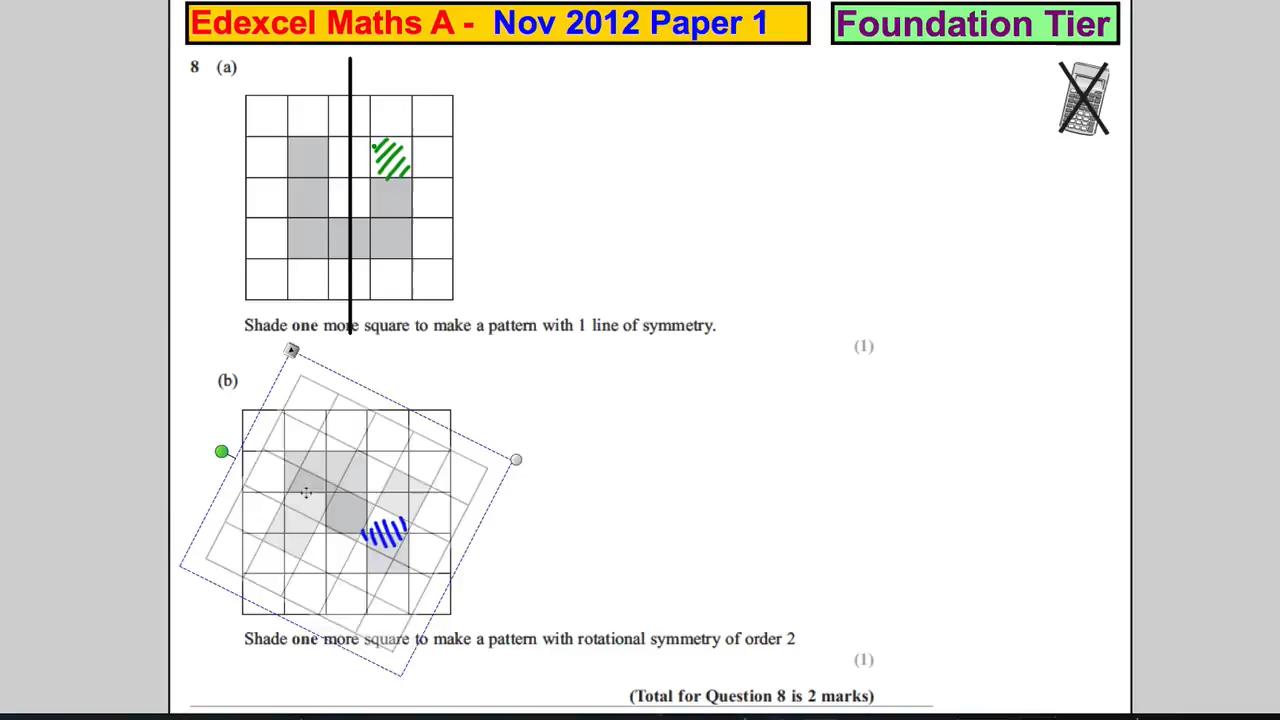 Edexcel Maths A - Nov 2012 Paper 1
Foundation Tier
8 (a)
Shade one more square to make a pattern with 1 line of symmetry.
(1)
(b)
Shade one more square to make a pattern with rotational symmetry of order 2
(1)
(Total for Question 8 is 2 marks)